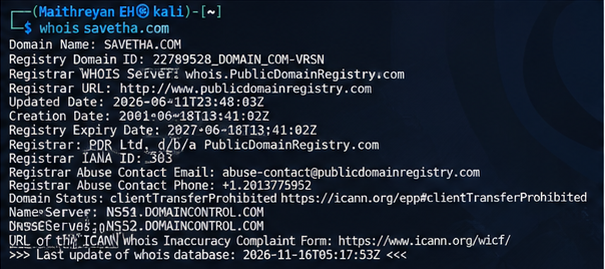 (Maithreyan EH㉿kali)-[~]
$ whois savetha.com
Domain Name: SAVETHA.COM
Registry Domain ID: 22789528_DOMAIN_COM-VRSN
Registrar WHOIS Server: whois.PublicDomainRegistry.com
Registrar URL: http://www.publicdomainregistry.com
Updated Date: 2026-06-11T23:48:03Z
Creation Date: 2001-06-18T13:41:02Z
Registry Expiry Date: 2027-06-18T13:41:02Z
Registrar: PDR Ltd. d/b/a PublicDomainRegistry.com
Registrar IANA ID: 303
Registrar Abuse Contact Email: abuse-contact@publicdomainregistry.com
Registrar Abuse Contact Phone: +1.2013775952
Domain Status: clientTransferProhibited https://icann.org/epp#clientTransferProhibited
Name Server: NS51.DOMAINCONTROL.COM
NS52.DOMAINCONTROL.COM
URL of the ICANN Whois Inaccuracy Complaint Form: https://www.icann.org/wicf/
>>> Last update of whois database: 2026-11-16T05:17:53Z <<<